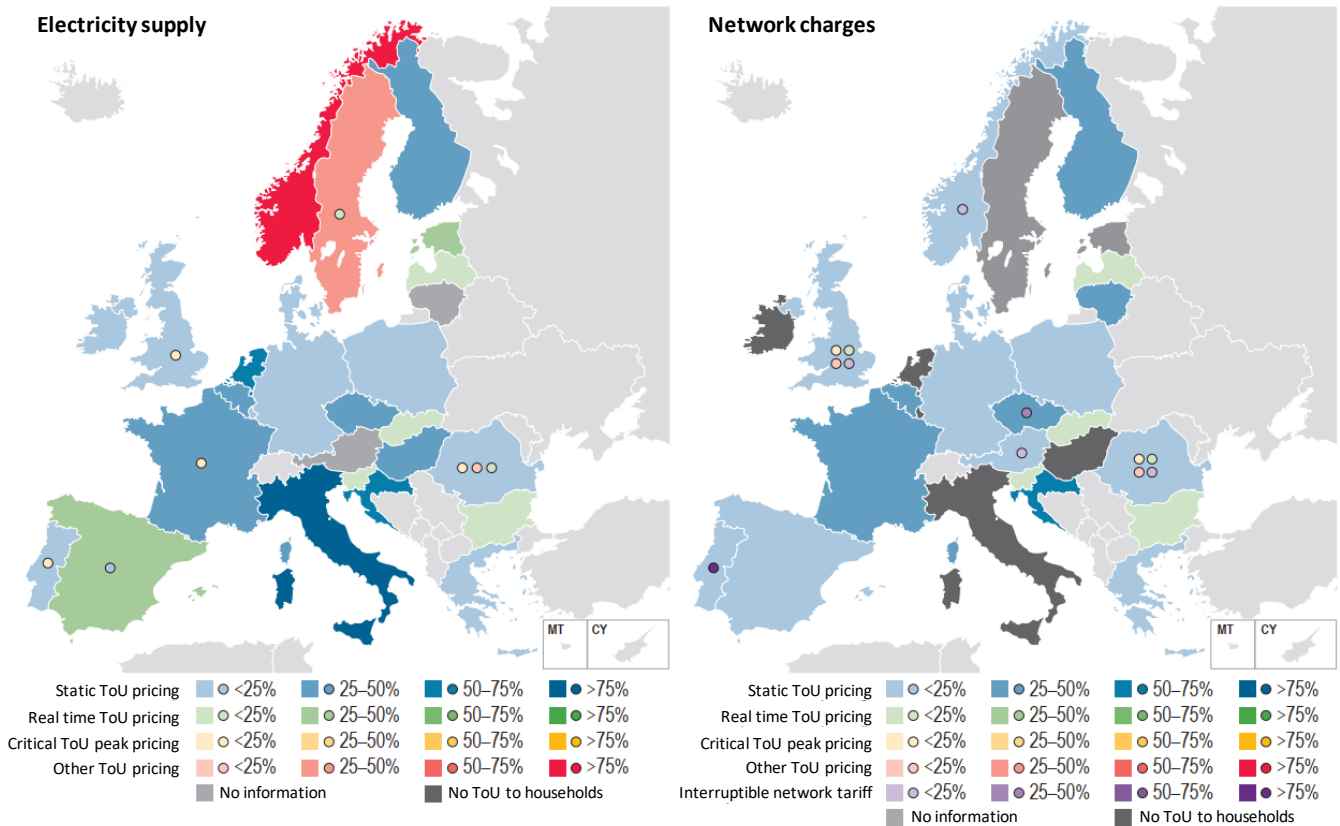 Electricity supply
Network charges
MT CY
MT CY
Static ToU pricing <25% 25–50% 50–75% >75%
Real time ToU pricing <25% 25–50% 50–75% >75%
Critical ToU peak pricing <25% 25–50% 50–75% >75%
Other ToU pricing <25% 25–50% 50–75% >75%
No information No ToU to households
Static ToU pricing <25% 25–50% 50–75% >75%
Real time ToU pricing <25% 25–50% 50–75% >75%
Critical ToU peak pricing <25% 25–50% 50–75% >75%
Other ToU pricing <25% 25–50% 50–75% >75%
Interruptible network tariff <25% 25–50% 50–75% >75%
No information No ToU to households